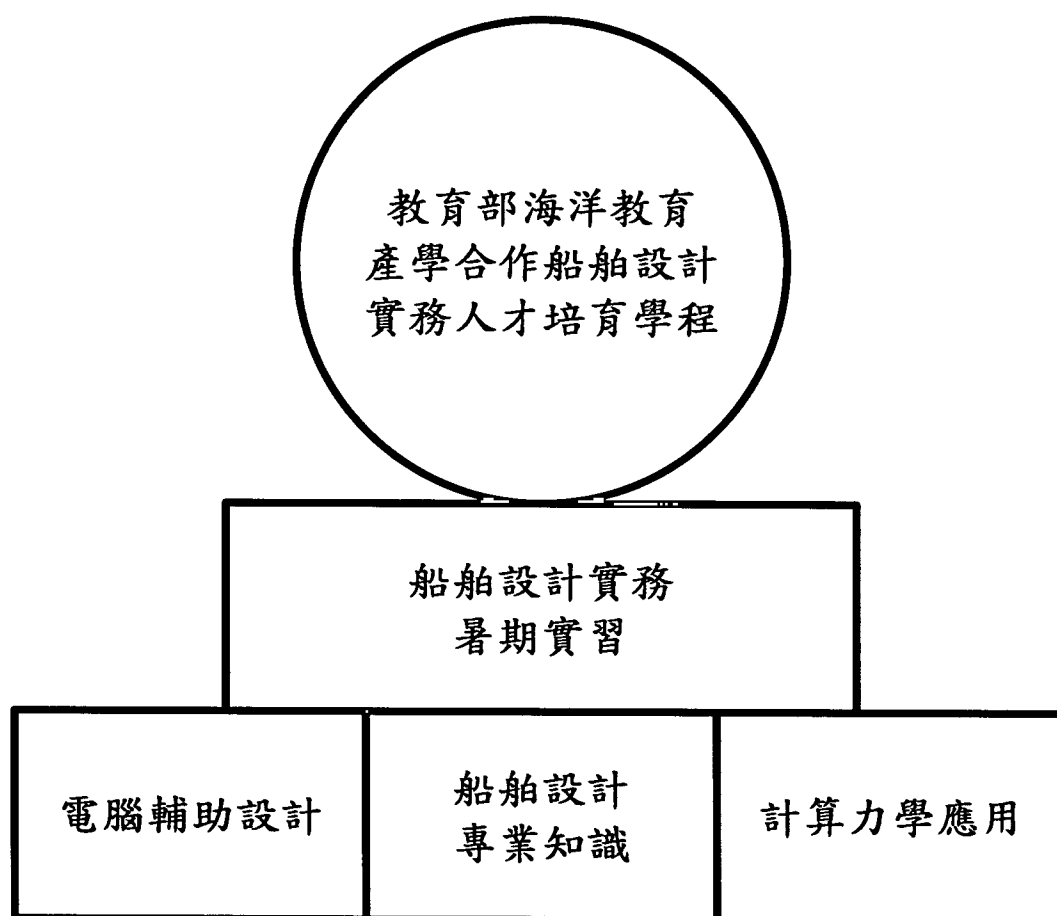 教育部海洋教育
產學合作船舶設計
實務人才培育學程
船舶設計實務
暑期實習
電腦輔助設計
船舶設計
專業知識
計算力學應用